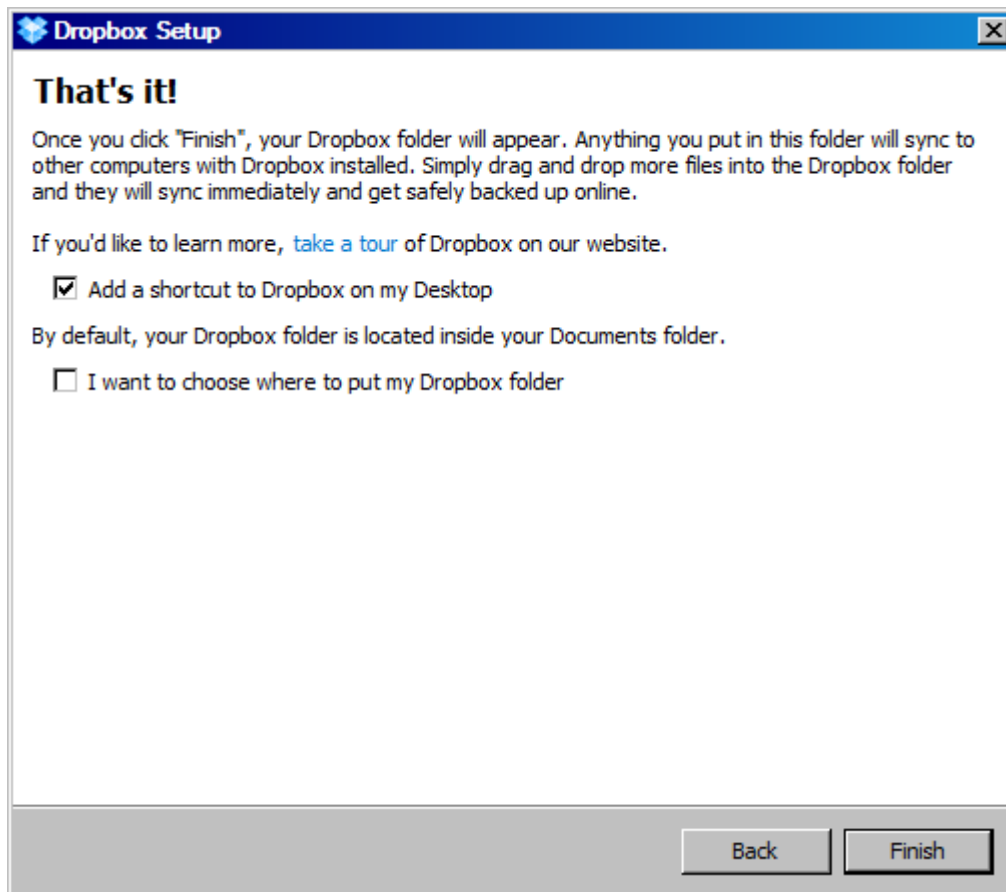 Dropbox Setup
That's it!
Once you click "Finish", your Dropbox folder will appear. Anything you put in this folder will sync to
other computers with Dropbox installed. Simply drag and drop more files into the Dropbox folder
and they will sync immediately and get safely backed up online.
If you'd like to learn more, take a tour of Dropbox on our website.
Add a shortcut to Dropbox on my Desktop
By default, your Dropbox folder is located inside your Documents folder.
I want to choose where to put my Dropbox folder
Back Finish